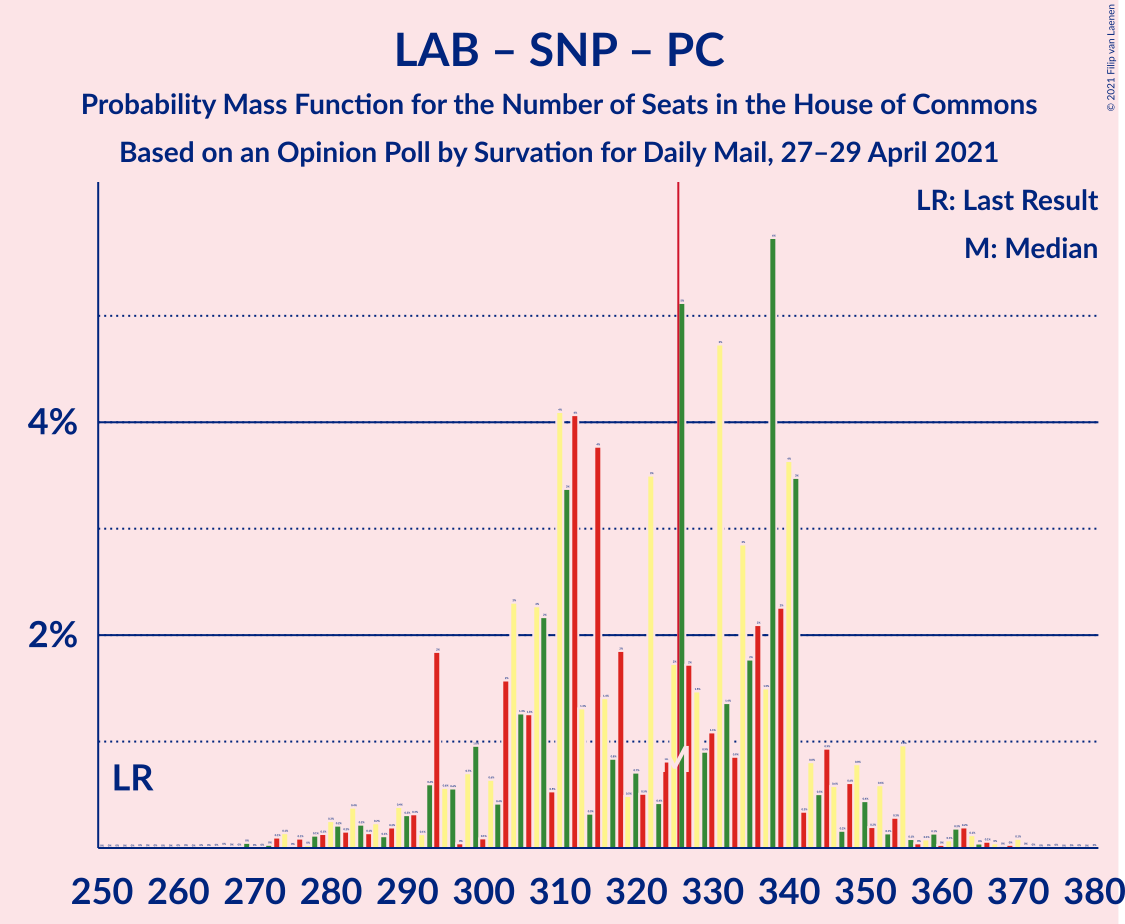 LAB – SNP – PC
Probability Mass Function for the Number of Seats in the House of Commons
Based on an Opinion Poll by Survation for Daily Mail, 27–29 April 2021
© 2021 Filip van Laenen
LR: Last Result
M: Median
4%
2%
LR
M
250 260 270 280 290 300 310 320 330 340 350 360 370 380